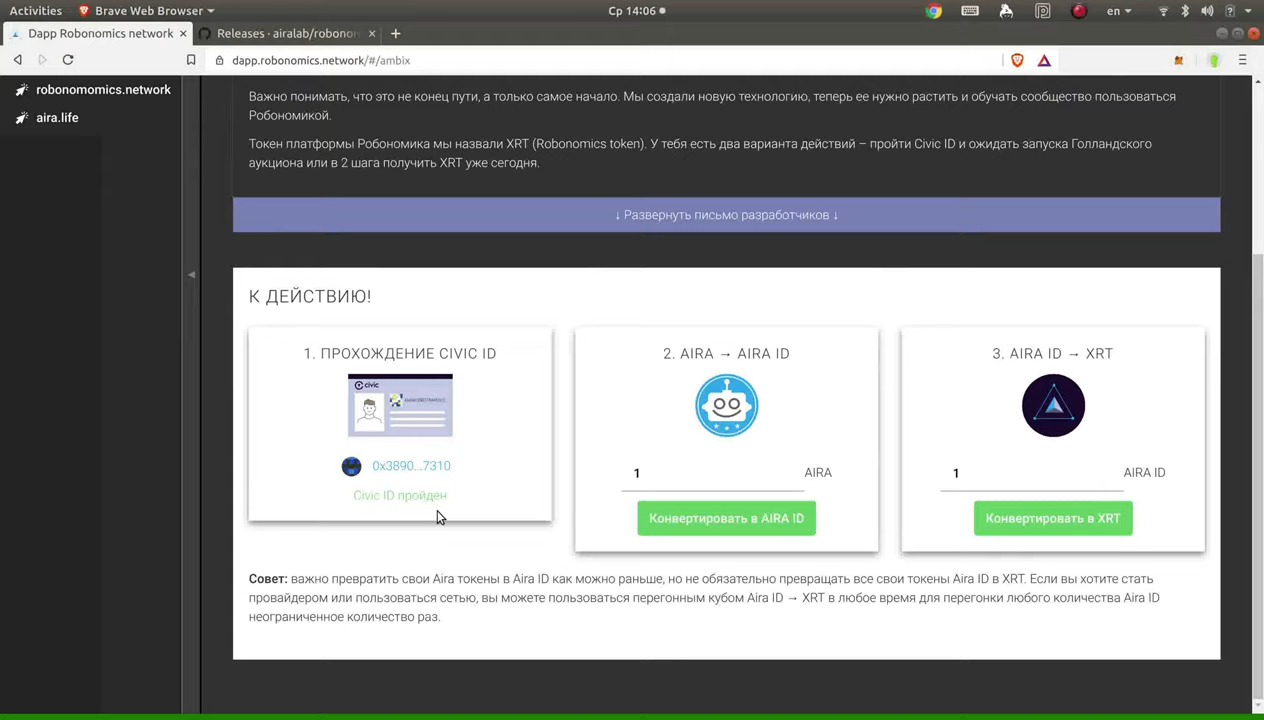 Activities Brave Web Browser Ср 14:06 en
Dapp Robonomics network Releases · airalab/robonom
dapp.robonomics.network/#/ambix
robonomomics.network
aira.life
Важно понимать, что это не конец пути, а только самое начало. Мы создали новую технологию, теперь ее нужно растить и обучать сообщество пользоваться
Робономикой.
Токен платформы Робономика мы назвали XRT (Robonomics token). У тебя есть два варианта действий – пройти Civic ID и ожидать запуска Голландского
аукциона или в 2 шага получить XRT уже сегодня.
↓ Развернуть письмо разработчиков ↓
К ДЕЙСТВИЮ!
1. ПРОХОЖДЕНИЕ CIVIC ID
civic
0x3890...7310
Civic ID пройден
2. AIRA → AIRA ID
1 AIRA
Конвертировать в AIRA ID
3. AIRA ID → XRT
1 AIRA ID
Конвертировать в XRT
Совет: важно превратить свои Aira токены в Aira ID как можно раньше, но не обязательно превращать все свои токены Aira ID в XRT. Если вы хотите стать
провайдером или пользоваться сетью, вы можете пользоваться перегонным кубом Aira ID → XRT в любое время для перегонки любого количества Aira ID
неограниченное количество раз.